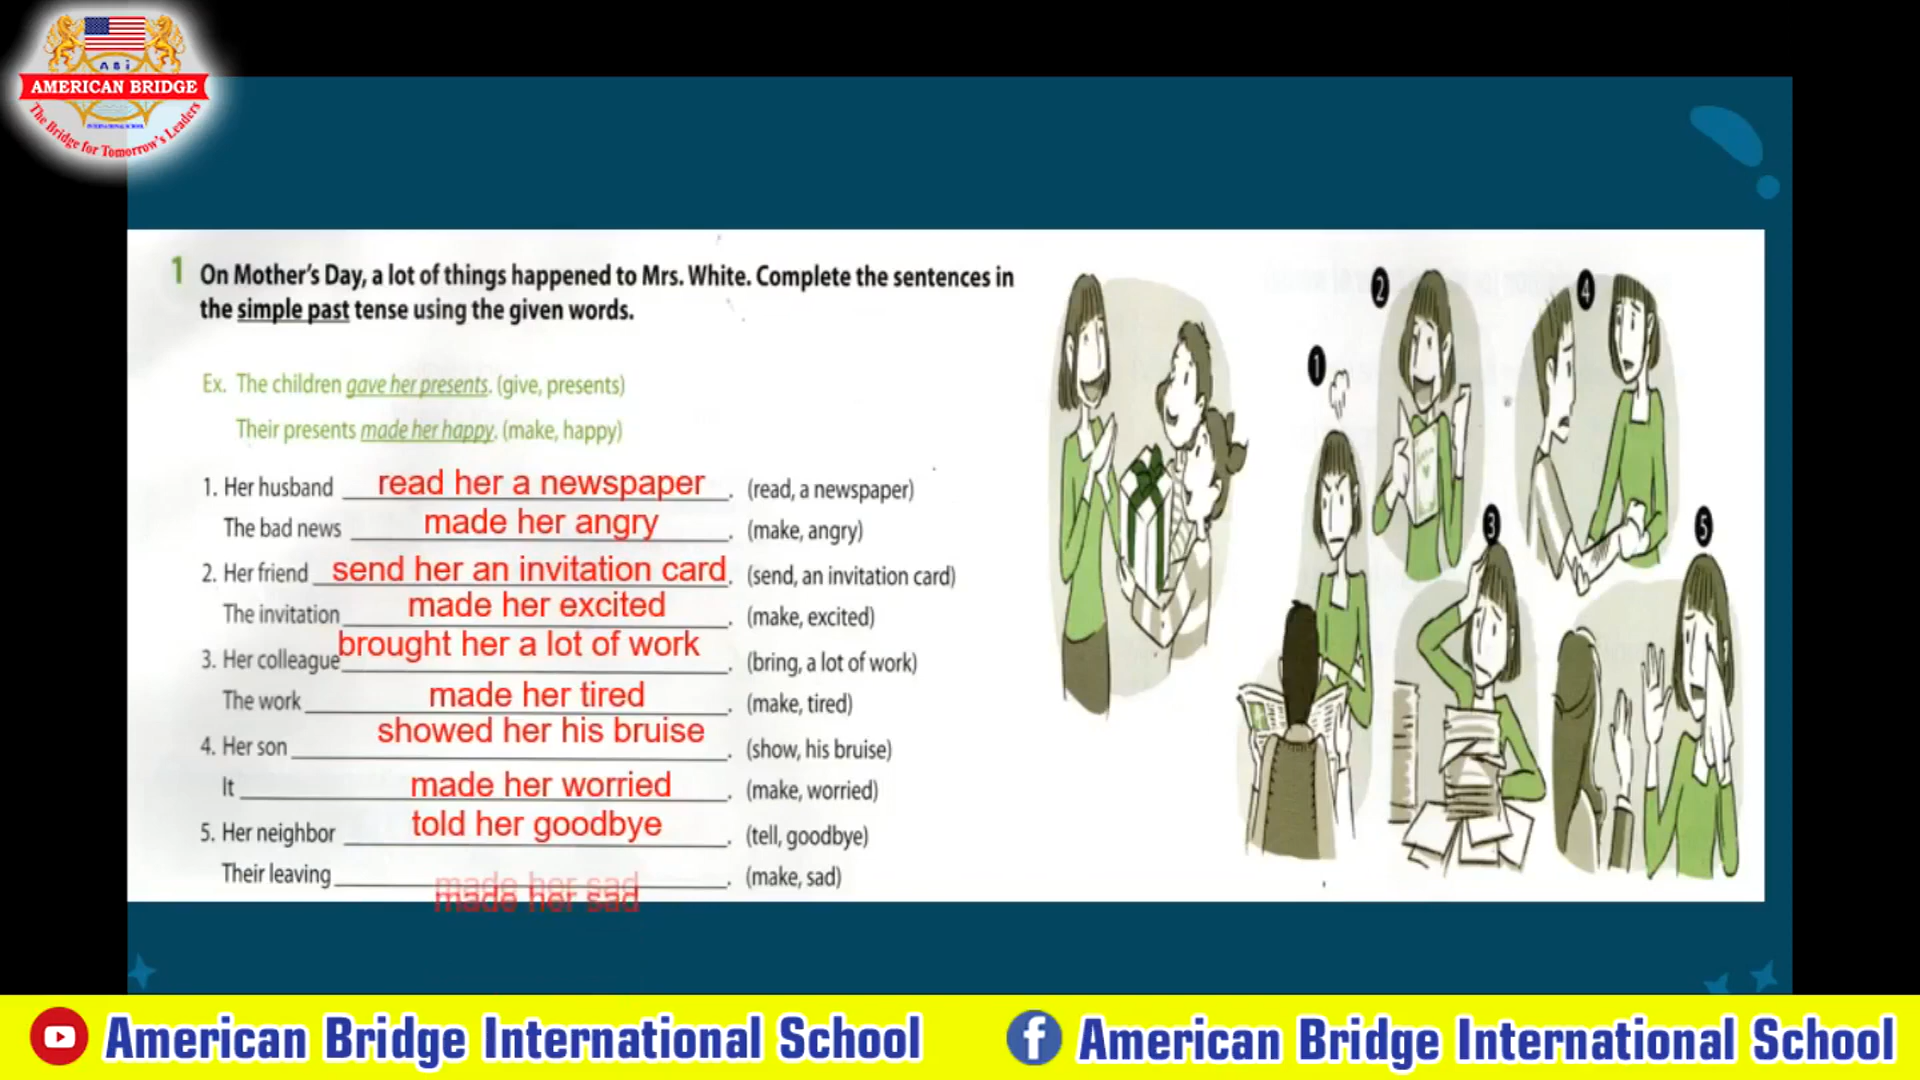 A B i
AMERICAN BRIDGE
INTERNATIONAL SCHOOL
The Bridge for Tomorrow's Leaders
1 On Mother's Day, a lot of things happened to Mrs. White. Complete the sentences in
the simple past tense using the given words.
Ex. The children gave her presents. (give, presents)
Their presents made her happy. (make, happy)
1. Her husband read her a newspaper. (read, a newspaper)
The bad news made her angry. (make, angry)
2. Her friend send her an invitation card. (send, an invitation card)
The invitation made her excited. (make, excited)
3. Her colleague brought her a lot of work. (bring, a lot of work)
The work made her tired. (make, tired)
4. Her son showed her his bruise. (show, his bruise)
It made her worried. (make, worried)
5. Her neighbor told her goodbye. (tell, goodbye)
Their leaving made her sad. (make, sad)
made her sad
1
2
3
4
5
American Bridge International School
American Bridge International School